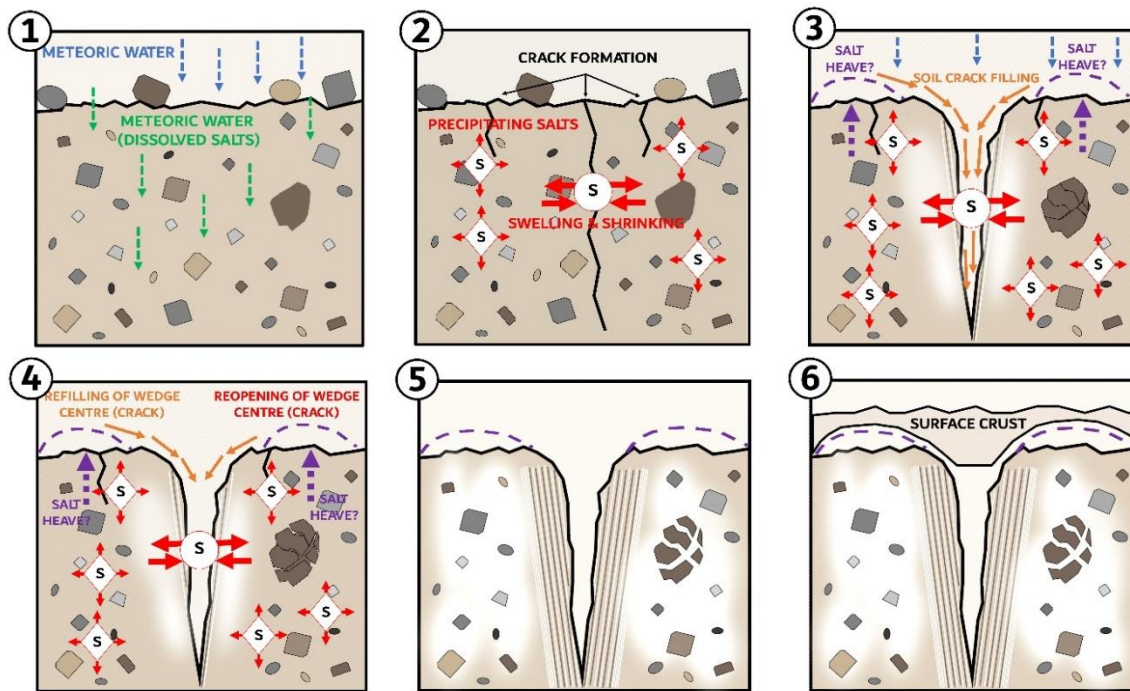 1
METEORIC WATER
METEORIC WATER
(DISSOLVED SALTS)
2
CRACK FORMATION
PRECIPITATING SALTS
S
S
S
SWELLING & SHRINKING
S
S
3
SALT
HEAVE?
SALT
HEAVE?
SOIL CRACK FILLING
S
S
S
S
S
S
S
4
REFILLING OF WEDGE
CENTRE (CRACK)
REOPENING OF WEDGE
CENTRE (CRACK)
S
S
SALT
HEAVE?
SALT
HEAVE?
S
S
S
S
S
5
6
SURFACE CRUST